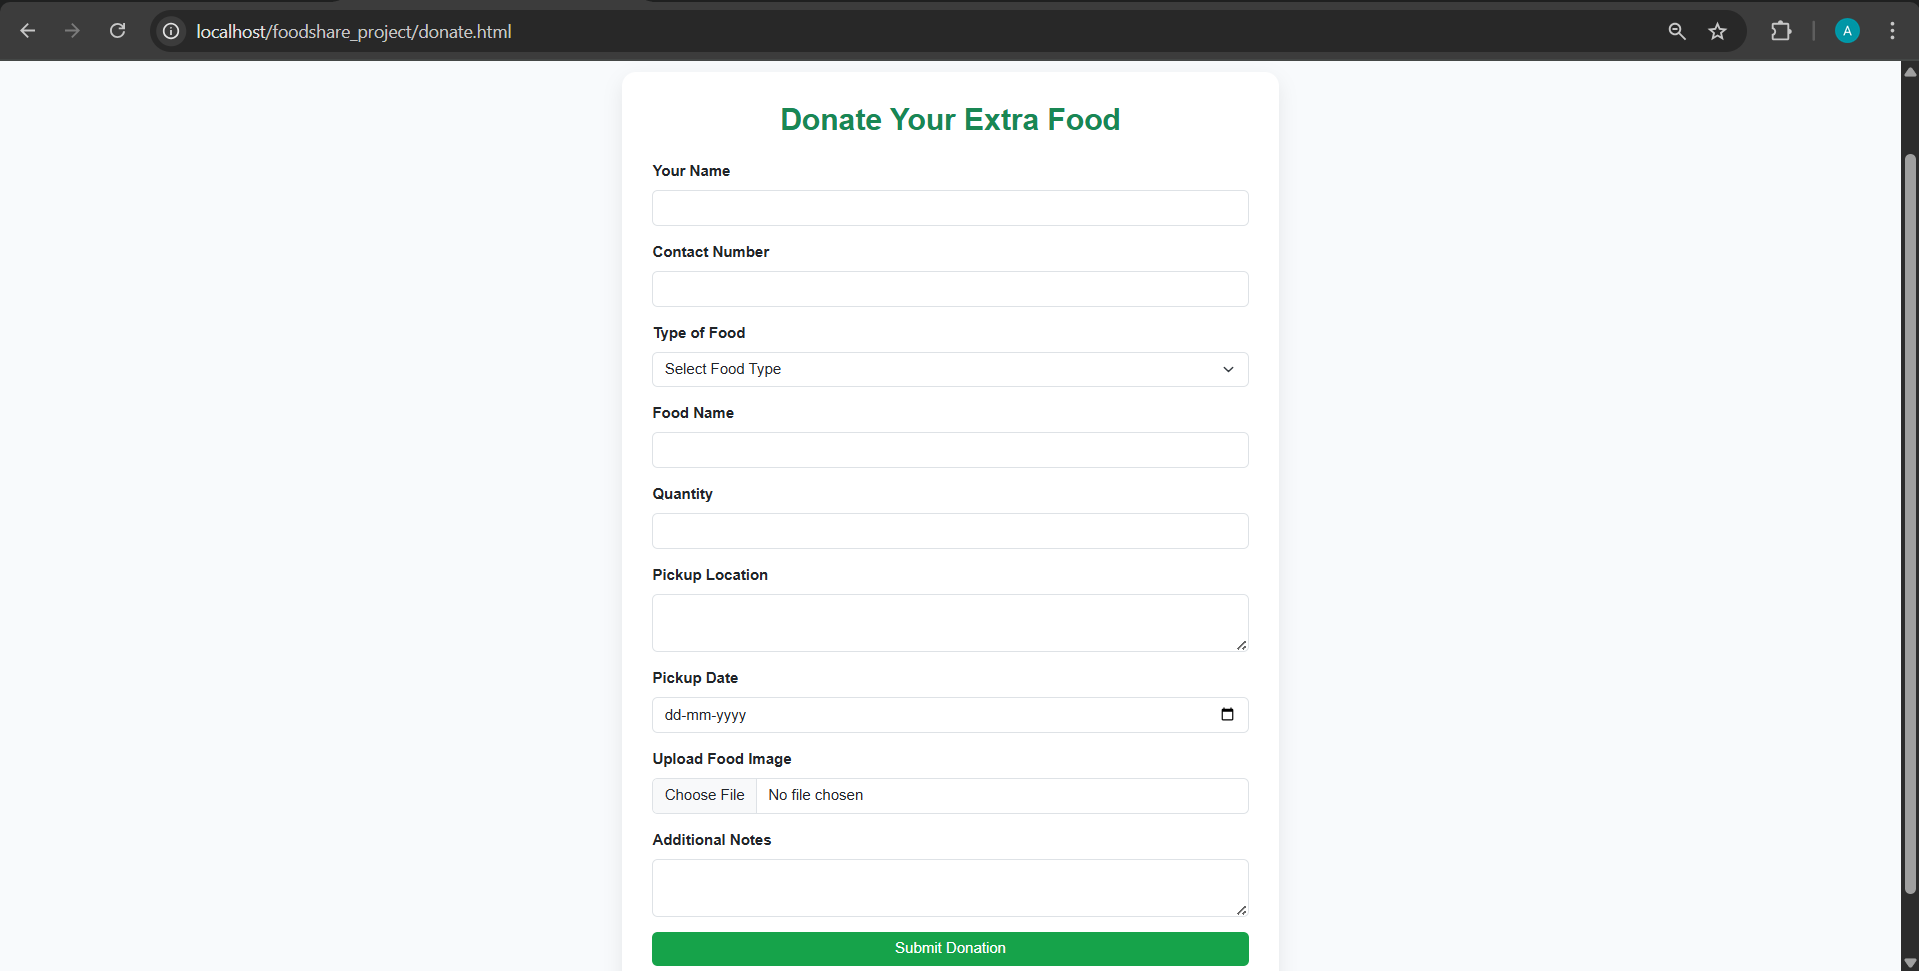 localhost/foodshare_project/donate.html
A
Donate Your Extra Food
Your Name
Contact Number
Type of Food
Select Food Type
Food Name
Quantity
Pickup Location
Pickup Date
dd-mm-yyyy
Upload Food Image
Choose File No file chosen
Additional Notes
Submit Donation